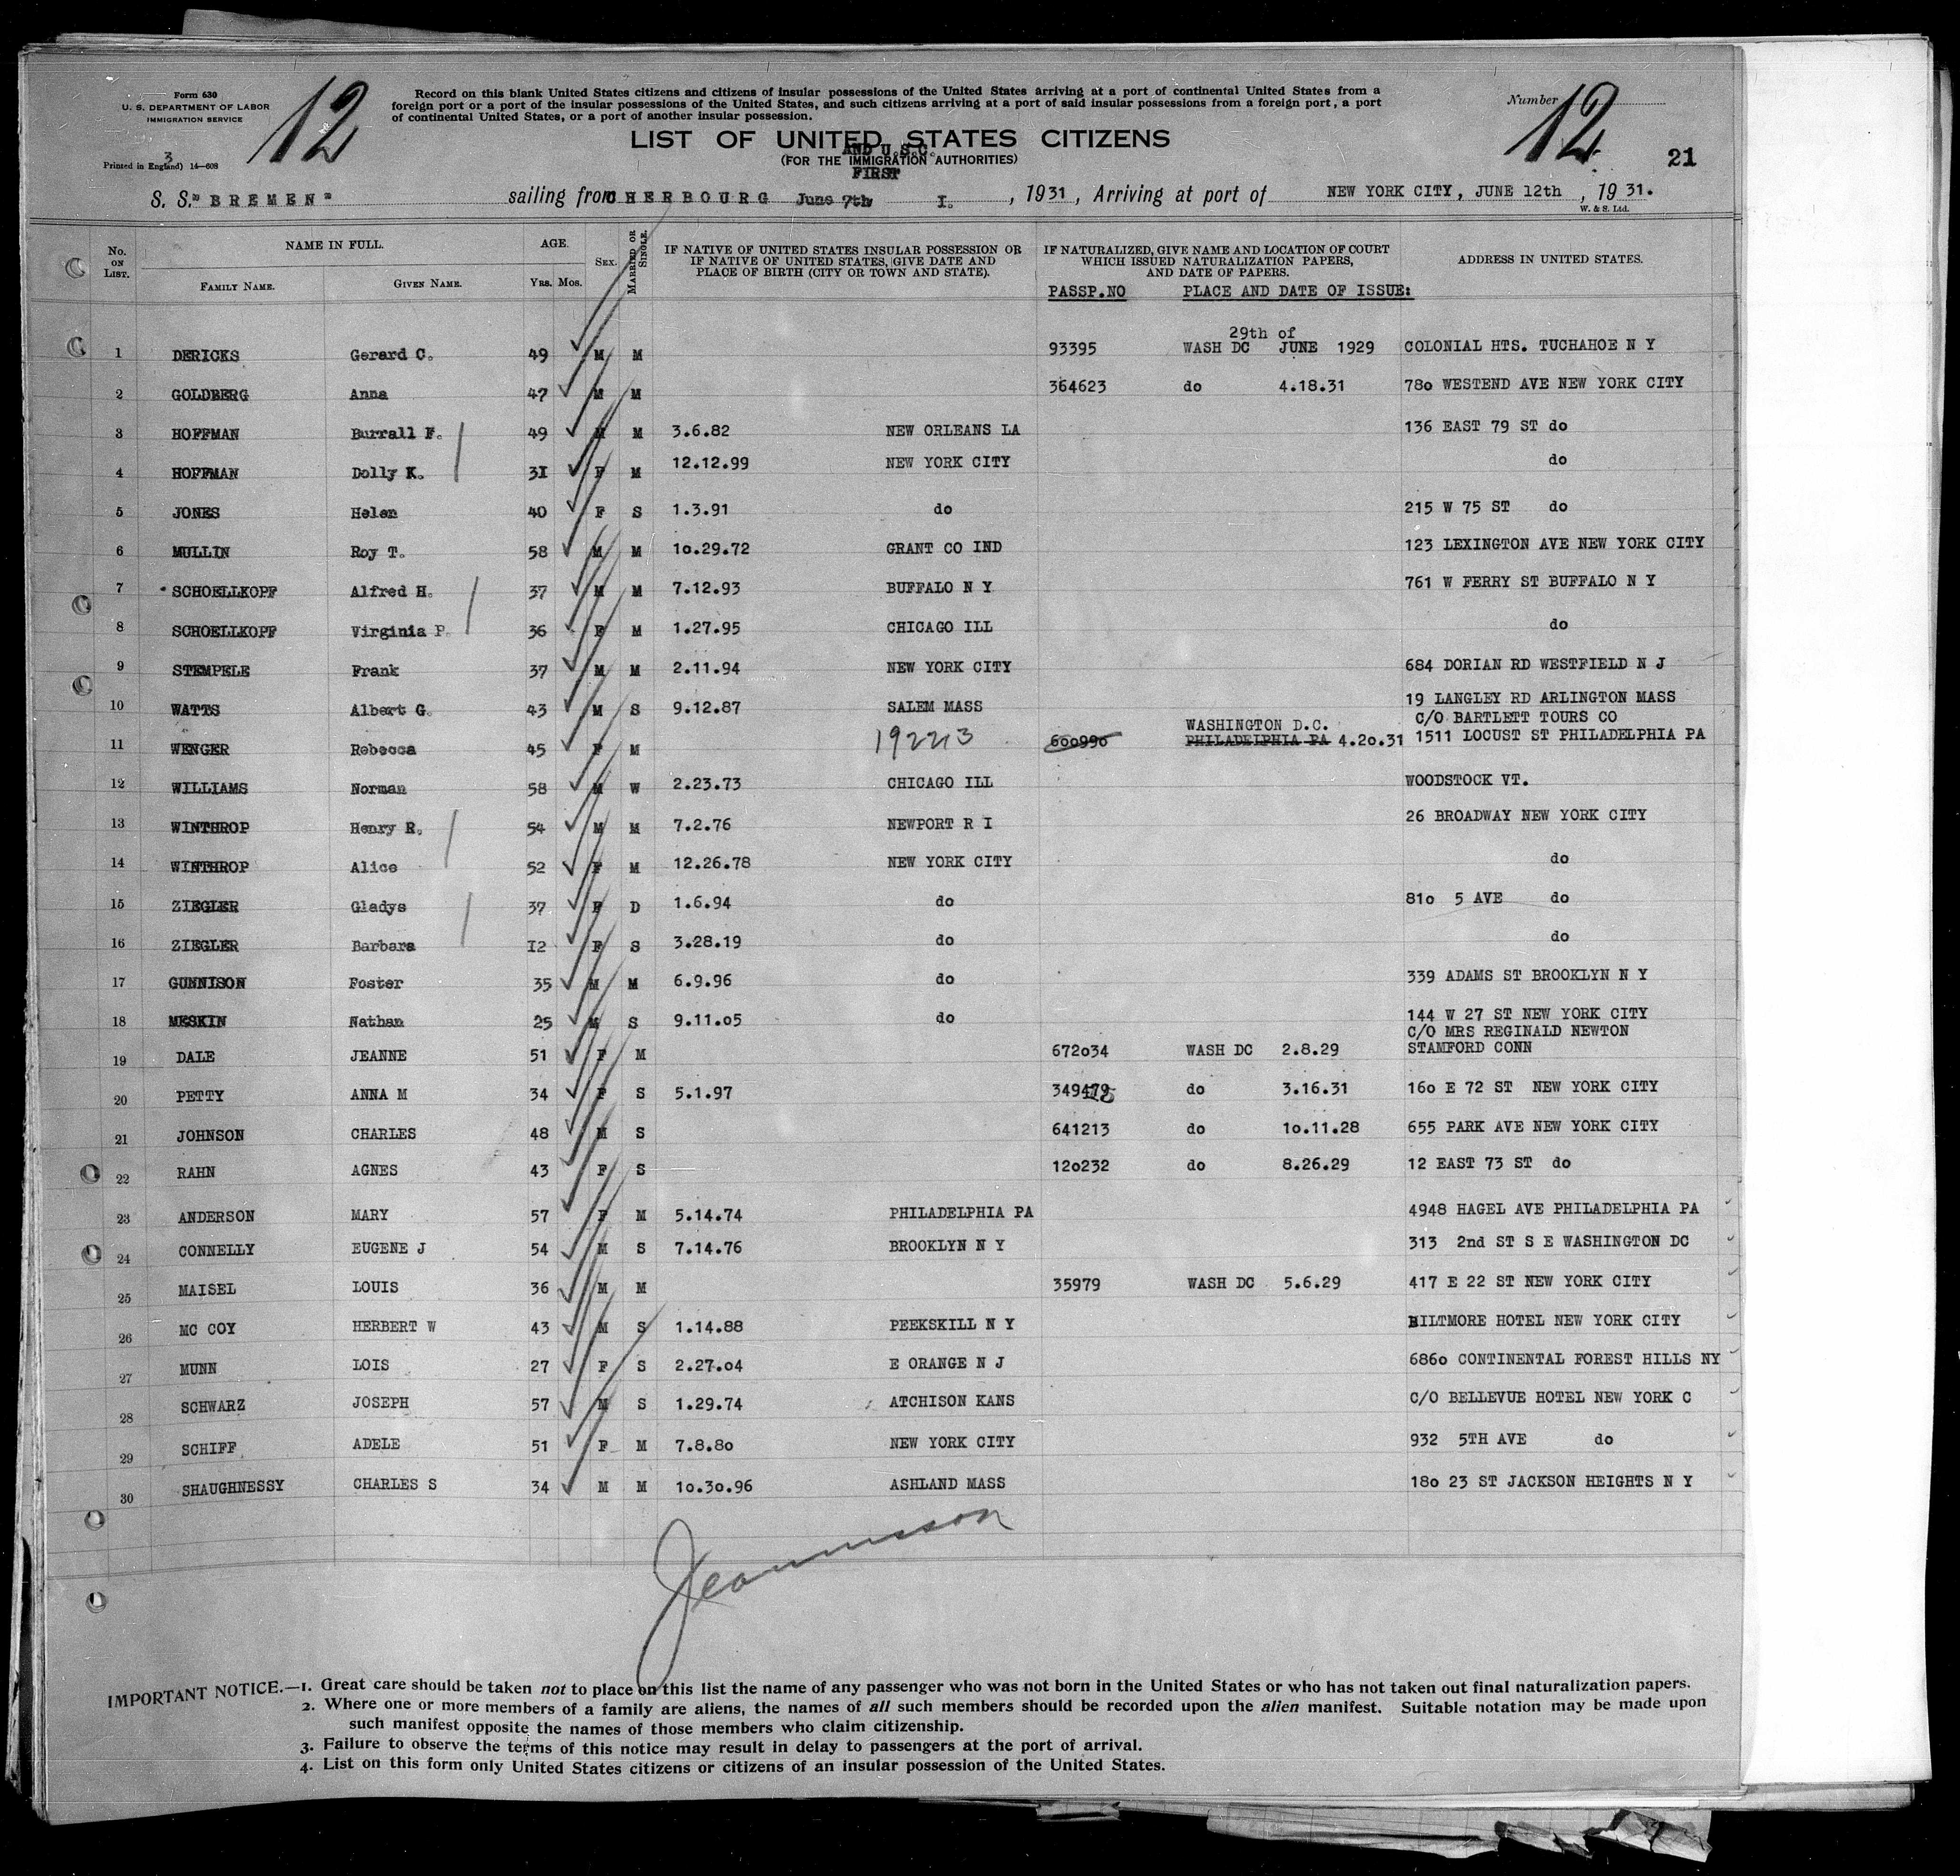 Form 630
U. S. DEPARTMENT OF LABOR
IMMIGRATION SERVICE
3
Printed in England) 14—608
12
Record on this blank United States citizens and citizens of insular possessions of the United States arriving at a port of continental United States from a
foreign port or a port of the insular possessions of the United States, and such citizens arriving at a port of said insular possessions from a foreign port, a port
of continental United States, or a port of another insular possession.
LIST OF UNITED STATES CITIZENS
AND U.S.C.
(FOR THE IMMIGRATION AUTHORITIES)
FIRST
Number
12
21
S. S. "BREMEN" sailing from CHERBOURG June 7th I. , 1931, Arriving at port of NEW YORK CITY, JUNE 12th , 1931.
W. & S. Ltd.
No. ON LIST. NAME IN FULL. FAMILY NAME. GIVEN NAME. AGE. YRS. MOS. SEX. MARRIED OR SINGLE. IF NATIVE OF UNITED STATES INSULAR POSSESSION OR IF NATIVE OF UNITED STATES, GIVE DATE AND PLACE OF BIRTH (CITY OR TOWN AND STATE). IF NATURALIZED, GIVE NAME AND LOCATION OF COURT WHICH ISSUED NATURALIZATION PAPERS, AND DATE OF PAPERS. ADDRESS IN UNITED STATES.
PASSP.NO PLACE AND DATE OF ISSUE:
29th of
1 DERICKS Gerard C. 49 M M 93395 WASH DC JUNE 1929 COLONIAL HTS. TUCHAHOE N Y
2 GOLDBERG Anna 47 M M 364623 do 4.18.31 780 WESTEND AVE NEW YORK CITY
3 HOFFMAN Burrall F. 49 M M 3.6.82 NEW ORLEANS LA 136 EAST 79 ST do
4 HOFFMAN Dolly K. 31 F M 12.12.99 NEW YORK CITY do
5 JONES Helen 40 F S 1.3.91 do 215 W 75 ST do
6 MULLIN Roy T. 58 M M 10.29.72 GRANT CO IND 123 LEXINGTON AVE NEW YORK CITY
7 SCHOELLKOPF Alfred H. 37 M M 7.12.93 BUFFALO N Y 761 W FERRY ST BUFFALO N Y
8 SCHOELLKOPF Virginia P. 36 F M 1.27.95 CHICAGO ILL do
9 STEMPELE Frank 37 M M 2.11.94 NEW YORK CITY 684 DORIAN RD WESTFIELD N J
10 WATTS Albert G. 43 M S 9.12.87 SALEM MASS 19 LANGLEY RD ARLINGTON MASS
WASHINGTON D.C. C/O BARTLETT TOURS CO
11 WENGER Rebecca 45 F M 192213 600990 PHILADELPHIA PA 4.20.31 1511 LOCUST ST PHILADELPHIA PA
12 WILLIAMS Norman 58 M W 2.23.73 CHICAGO ILL WOODSTOCK VT.
13 WINTHROP Henry R. 54 M M 7.2.76 NEWPORT R I 26 BROADWAY NEW YORK CITY
14 WINTHROP Alice 52 F M 12.26.78 NEW YORK CITY do
15 ZIEGLER Gladys 37 F D 1.6.94 do 810 5 AVE do
16 ZIEGLER Barbara 12 F S 3.28.19 do do
17 GUNNISON Foster 35 M M 6.9.96 do 339 ADAMS ST BROOKLYN N Y
18 MESKIN Nathan 25 M S 9.11.05 do 144 W 27 ST NEW YORK CITY
C/O MRS REGINALD NEWTON
19 DALE JEANNE 51 F M 672034 WASH DC 2.8.29 STAMFORD CONN
20 PETTY ANNA M 34 F S 5.1.97 do 3.16.31 160 E 72 ST NEW YORK CITY
21 JOHNSON CHARLES 48 M S 641213 do 10.11.28 655 PARK AVE NEW YORK CITY
22 RAHN AGNES 43 F S 120232 do 8.26.29 12 EAST 73 ST do
23 ANDERSON MARY 57 F M 5.14.74 PHILADELPHIA PA 4948 HAGEL AVE PHILADELPHIA PA
24 CONNELLY EUGENE J 54 M S 7.14.76 BROOKLYN N Y 313 2nd ST S E WASHINGTON DC
25 MAISEL LOUIS 36 M M 35979 WASH DC 5.6.29 417 E 22 ST NEW YORK CITY
26 MC COY HERBERT W 43 M S 1.14.88 PEEKSKILL N Y BILTMORE HOTEL NEW YORK CITY
27 MUNN LOIS 27 F S 2.27.04 E ORANGE N J 6860 CONTINENTAL FOREST HILLS NY
28 SCHWARZ JOSEPH 57 M S 1.29.74 ATCHISON KANS C/O BELLEVUE HOTEL NEW YORK C
29 SCHIFF ADELE 51 F M 7.8.80 NEW YORK CITY 932 5TH AVE do
30 SHAUGHNESSY CHARLES S 34 M M 10.30.96 ASHLAND MASS 180 23 ST JACKSON HEIGHTS N Y
IMPORTANT NOTICE.—1. Great care should be taken not to place on this list the name of any passenger who was not born in the United States or who has not taken out final naturalization papers.
2. Where one or more members of a family are aliens, the names of all such members should be recorded upon the alien manifest. Suitable notation may be made upon
such manifest opposite the names of those members who claim citizenship.
3. Failure to observe the terms of this notice may result in delay to passengers at the port of arrival.
4. List on this form only United States citizens or citizens of an insular possession of the United States.